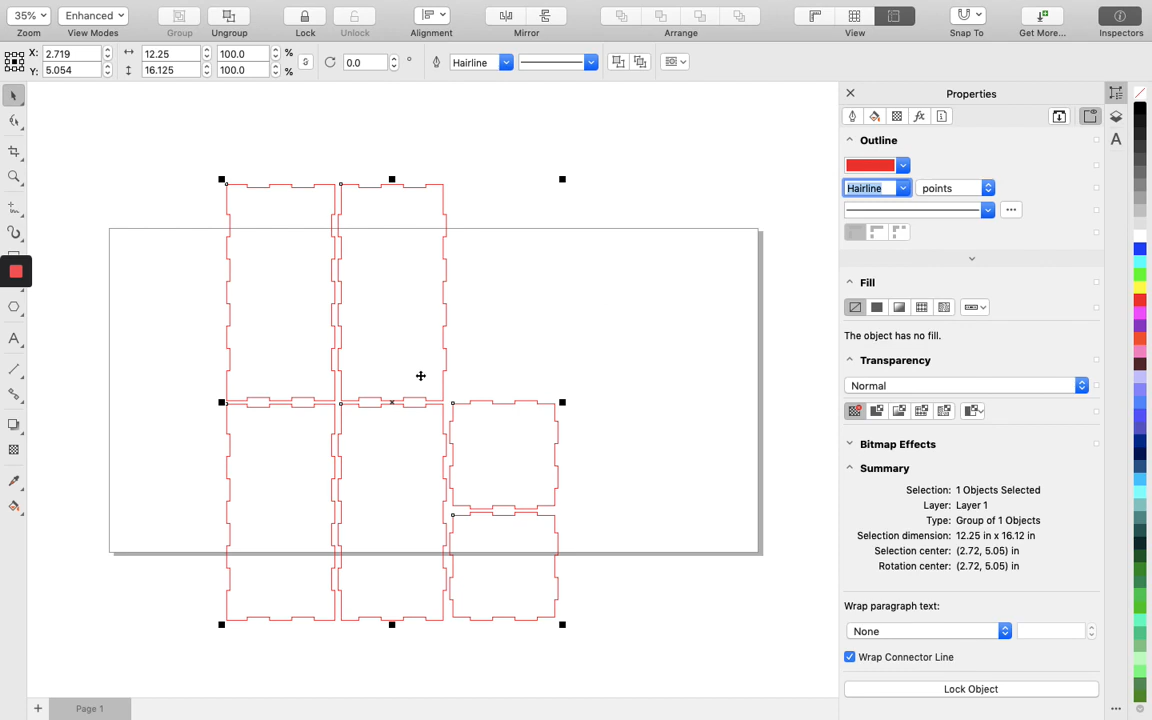 35%
Enhanced
Zoom
View Modes
Group
Ungroup
Lock
Unlock
Alignment
Mirror
Arrange
View
Snap To
Get More...
Inspectors
X: 2.719
12.25
100.0 %
Y: 5.054
16.125
100.0 %
0.0 °
Hairline
Properties
Outline
Hairline
points
Fill
The object has no fill.
Transparency
Normal
Bitmap Effects
Summary
Selection: 1 Objects Selected
Layer: Layer 1
Type: Group of 1 Objects
Selection dimension: 12.25 in x 16.12 in
Selection center: (2.72, 5.05) in
Rotation center: (2.72, 5.05) in
Wrap paragraph text:
None
Wrap Connector Line
Lock Object
Page 1